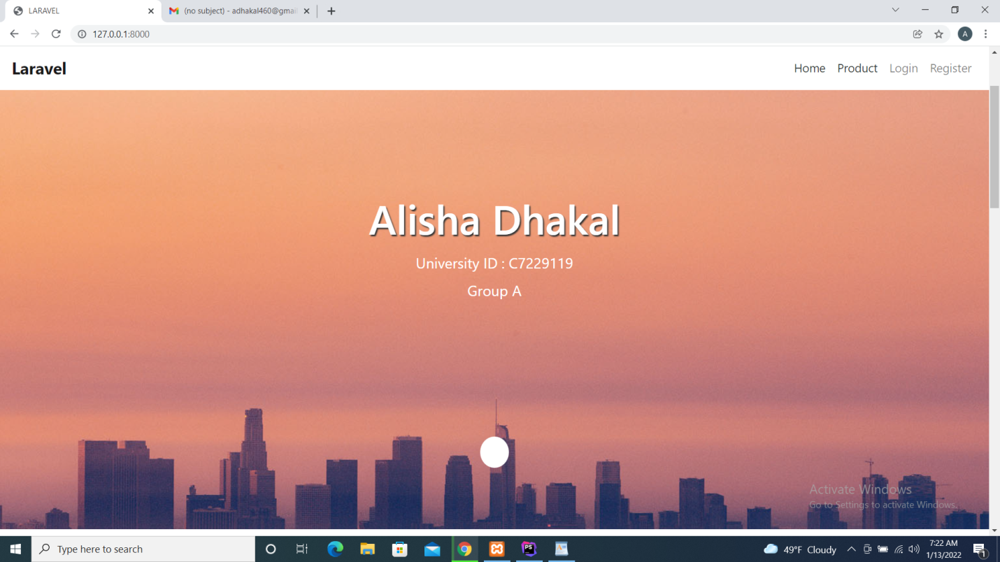 LARAVEL
(no subject) - adhakal460@gmai
127.0.0.1:8000
A
Laravel
Home Product Login Register
Alisha Dhakal
University ID : C7229119
Group A
Activate Windows
Go to Settings to activate Windows.
Type here to search
PS
49°F Cloudy
7:22 AM
1/13/2022
1